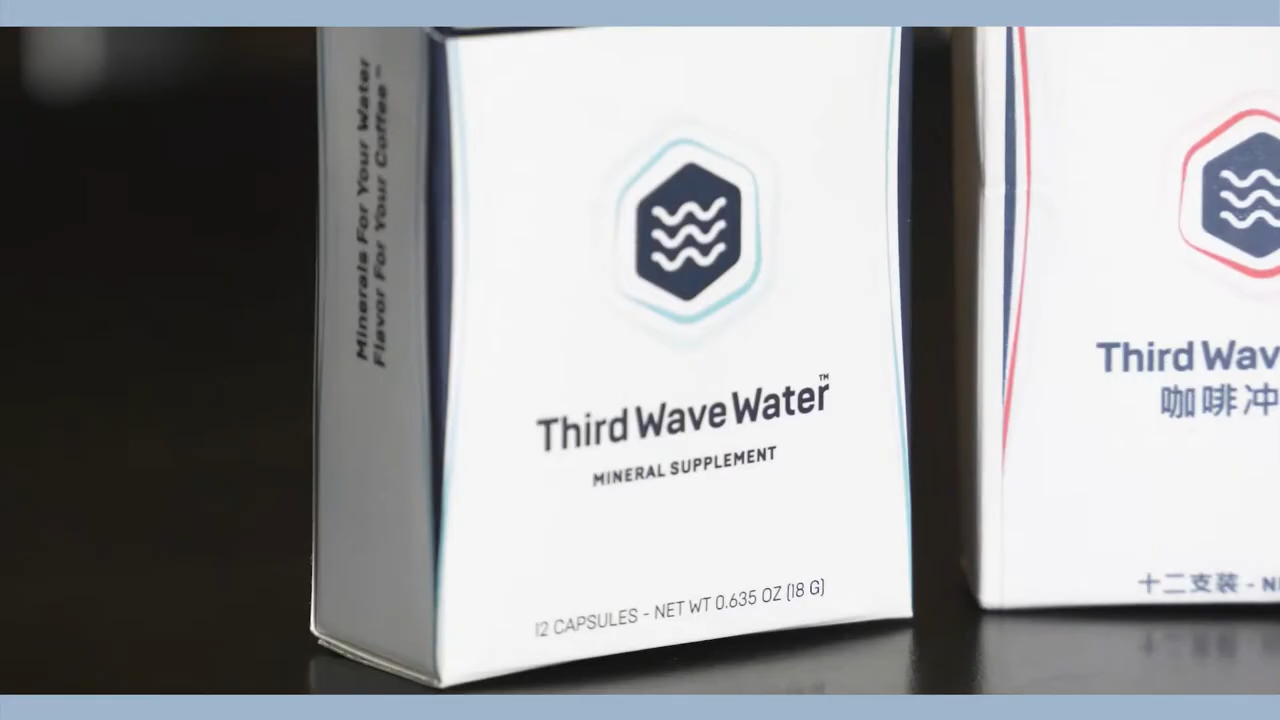 Minerals For Your Water
Flavor For Your Coffee™
Third Wave Water™
MINERAL SUPPLEMENT
12 CAPSULES - NET WT 0.635 OZ (18 G)
Third Wav
咖啡冲
十二支装 - N